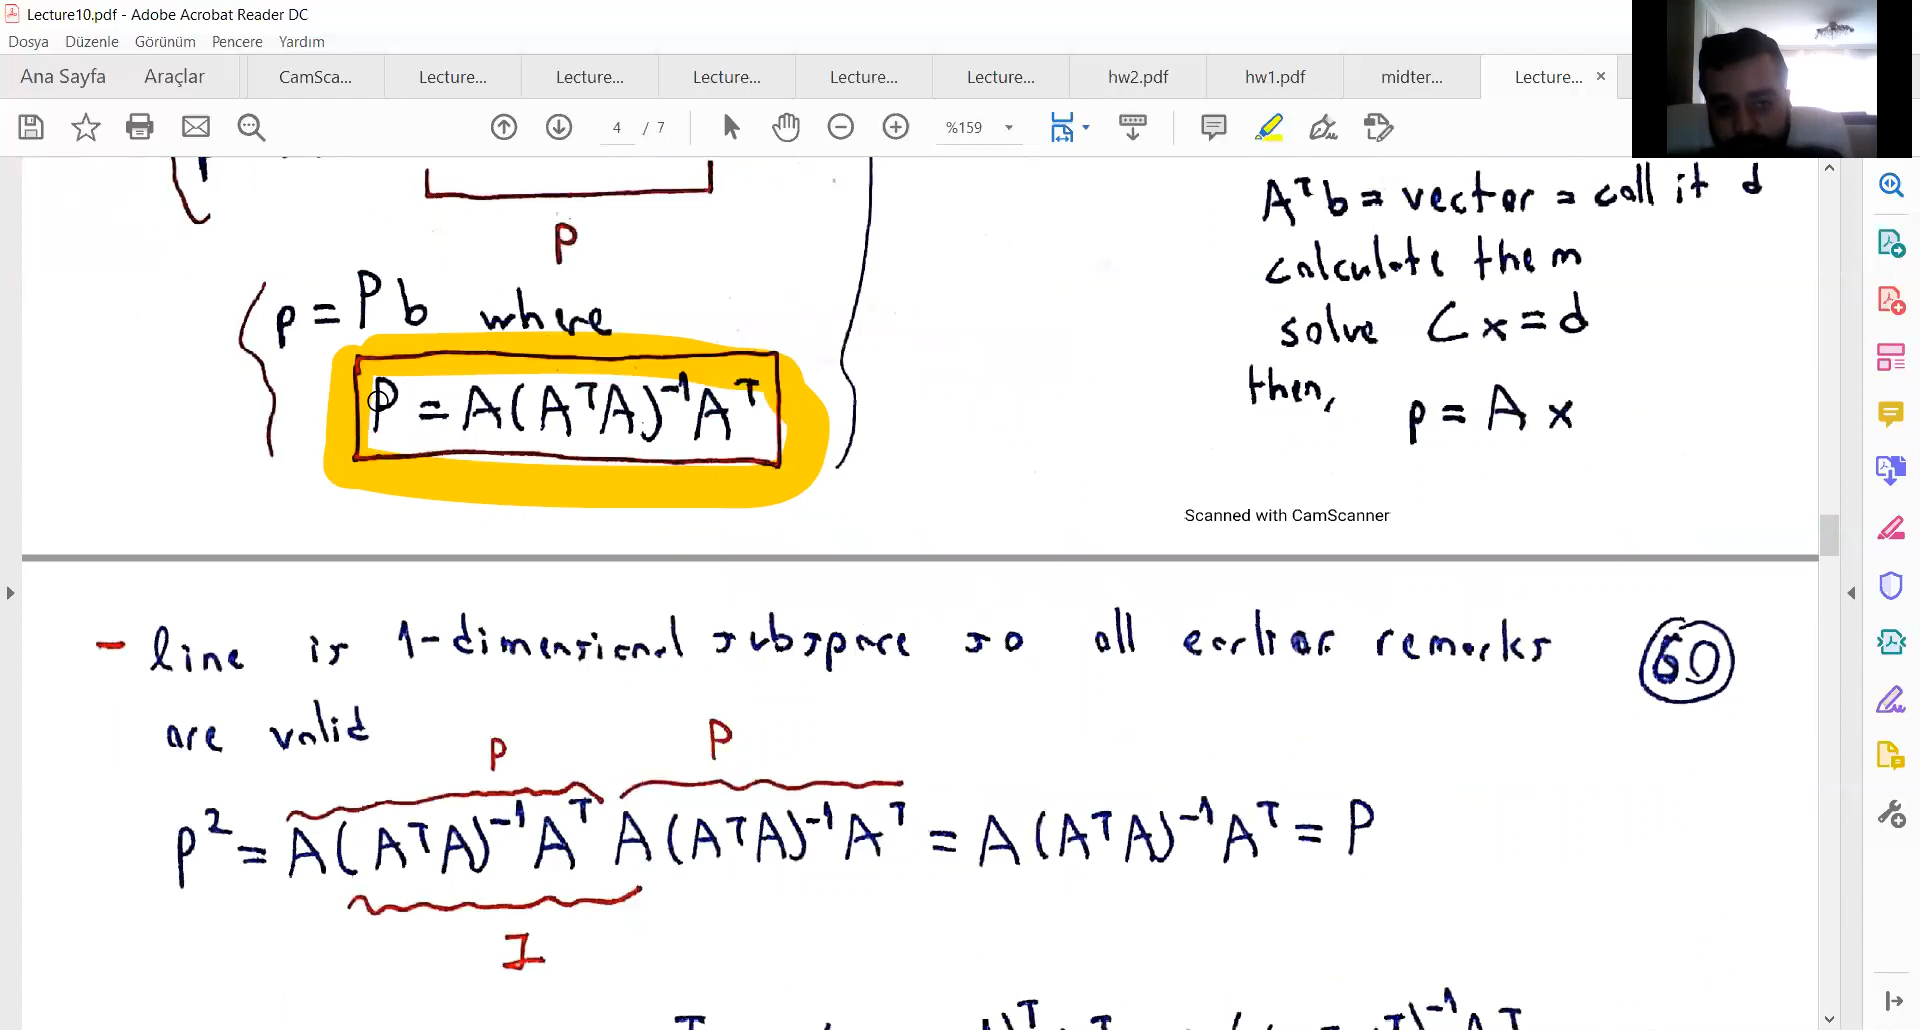 Lecture10.pdf - Adobe Acrobat Reader DC
Dosya Düzenle Görünüm Pencere Yardım
Ana Sayfa Araçlar CamSca... Lecture... Lecture... Lecture... Lecture... Lecture... hw2.pdf hw1.pdf midter... Lecture... ×
4 / 7 %159
P
p = Pb where
P = A(AᵀA)⁻¹Aᵀ
Aᵀb = vector = call it d
calculate them
solve Cx = d
then,
p = Ax
Scanned with CamScanner
- line is 1-dimensional subspace so all earlier remarks
60
are valid
P P
P² = A(AᵀA)⁻¹Aᵀ A(AᵀA)⁻¹Aᵀ = A(AᵀA)⁻¹Aᵀ = P
I